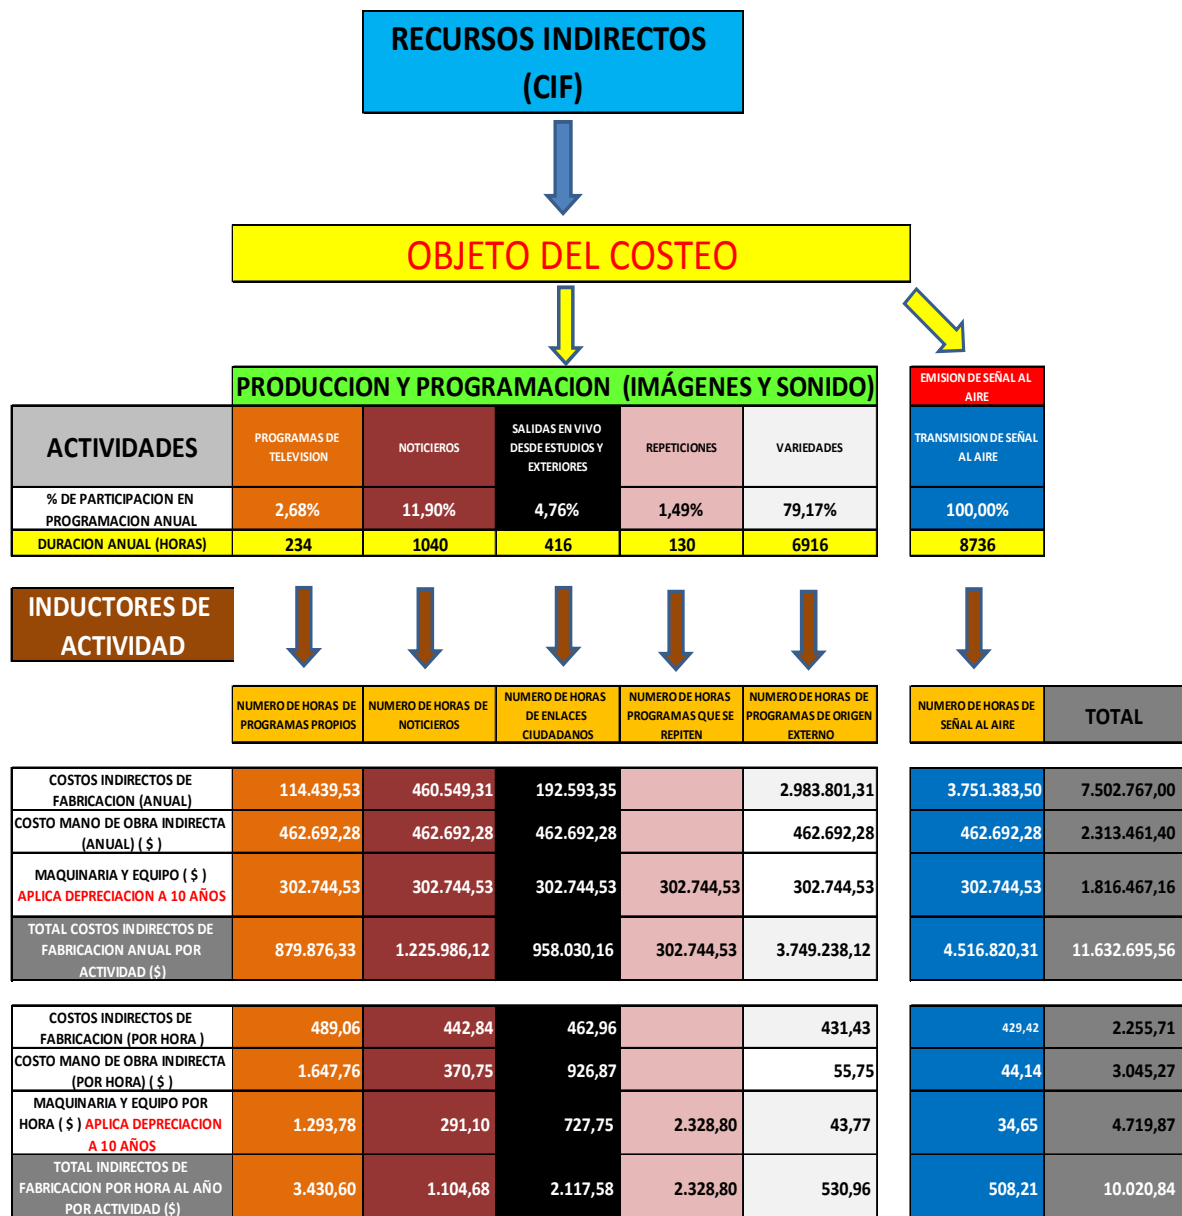 RECURSOS INDIRECTOS
(CIF)
OBJETO DEL COSTEO
PRODUCCION Y PROGRAMACION (IMÁGENES Y SONIDO)
EMISION DE SEÑAL AL
AIRE
ACTIVIDADES
PROGRAMAS DE
TELEVISION
NOTICIEROS
SALIDAS EN VIVO
DESDE ESTUDIOS Y
EXTERIORES
REPETICIONES
VARIEDADES
TRANSMISION DE SEÑAL
AL AIRE
% DE PARTICIPACION EN
PROGRAMACION ANUAL
2,68% 11,90% 4,76% 1,49% 79,17% 100,00%
DURACION ANUAL (HORAS) 234 1040 416 130 6916 8736
INDUCTORES DE
ACTIVIDAD
NUMERO DE HORAS DE
PROGRAMAS PROPIOS
NUMERO DE HORAS DE
NOTICIEROS
NUMERO DE HORAS
DE ENLACES
CIUDADANOS
NUMERO DE HORAS
PROGRAMAS QUE SE
REPITEN
NUMERO DE HORAS DE
PROGRAMAS DE ORIGEN
EXTERNO
NUMERO DE HORAS DE
SEÑAL AL AIRE
TOTAL
COSTOS INDIRECTOS DE
FABRICACION (ANUAL)
114.439,53 460.549,31 192.593,35 2.983.801,31 3.751.383,50 7.502.767,00
COSTO MANO DE OBRA INDIRECTA
(ANUAL) ( $ )
462.692,28 462.692,28 462.692,28 462.692,28 462.692,28 2.313.461,40
MAQUINARIA Y EQUIPO ( $ )
APLICA DEPRECIACION A 10 AÑOS
302.744,53 302.744,53 302.744,53 302.744,53 302.744,53 302.744,53 1.816.467,16
TOTAL COSTOS INDIRECTOS DE
FABRICACION ANUAL POR
ACTIVIDAD ($)
879.876,33 1.225.986,12 958.030,16 302.744,53 3.749.238,12 4.516.820,31 11.632.695,56
COSTOS INDIRECTOS DE
FABRICACION (POR HORA )
489,06 442,84 462,96 431,43 429,42 2.255,71
COSTO MANO DE OBRA INDIRECTA
(POR HORA) ( $ )
1.647,76 370,75 926,87 55,75 44,14 3.045,27
MAQUINARIA Y EQUIPO POR
HORA ( $ ) APLICA DEPRECIACION
A 10 AÑOS
1.293,78 291,10 727,75 2.328,80 43,77 34,65 4.719,87
TOTAL INDIRECTOS DE
FABRICACION POR HORA AL AÑO
POR ACTIVIDAD ($)
3.430,60 1.104,68 2.117,58 2.328,80 530,96 508,21 10.020,84